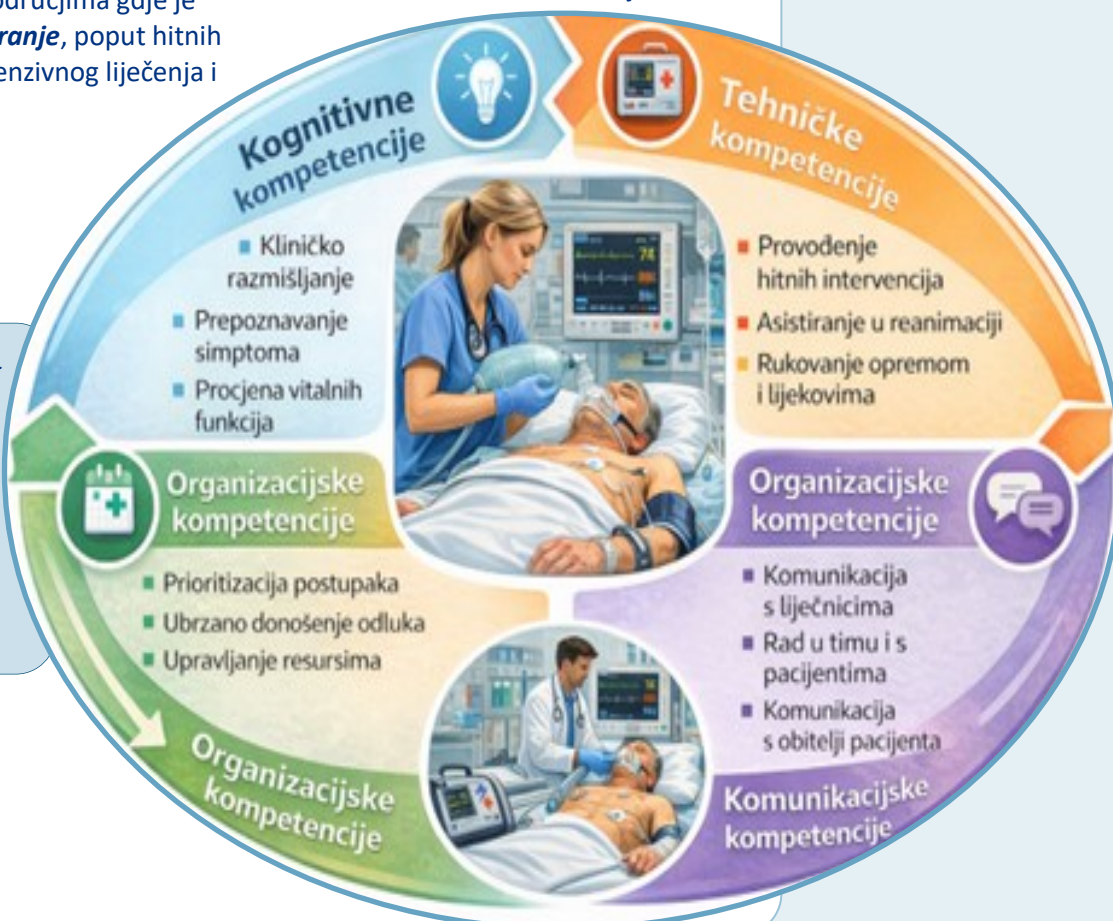 područjima gdje je
ranje, poput hitnih
enzivnog liječenja i
Kognitivne
kompetencije
Kliničko
razmišljanje
Prepoznavanje
simptoma
Procjena vitalnih
funkcija
Tehničke
kompetencije
Provođenje
hitnih intervencija
Asistiranje u reanimaciji
Rukovanje opremom
i lijekovima
74
Organizacijske
kompetencije
Prioritizacija postupaka
Ubrzano donošenje odluka
Upravljanje resursima
Organizacijske
kompetencije
Organizacijske
kompetencije
Komunikacija
s liječnicima
Rad u timu i s
pacijentima
Komunikacija
s obitelji pacijenta
Komunikacijske
kompetencije